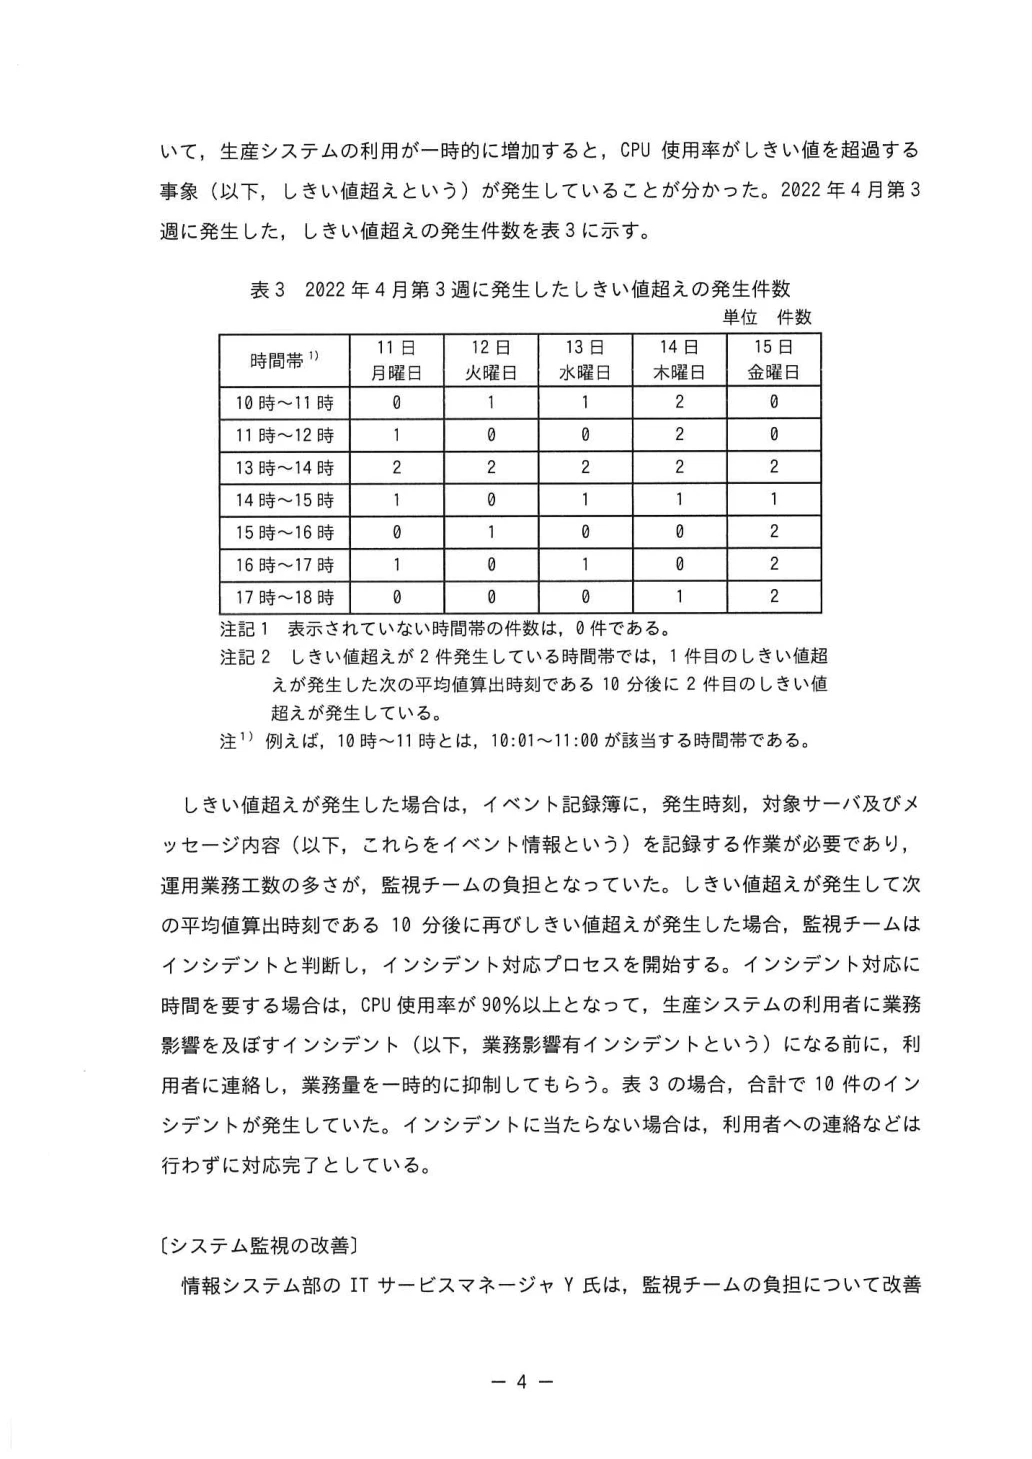 いて，生産システムの利用が一時的に増加すると，CPU 使用率がしきい値を超過する
事象（以下，しきい値超えという）が発生していることが分かった。2022 年 4 月第 3
週に発生した，しきい値超えの発生件数を表 3 に示す。
表 3　2022 年 4 月第 3 週に発生したしきい値超えの発生件数
単位　件数
時間帯 1)　11 日 月曜日　12 日 火曜日　13 日 水曜日　14 日 木曜日　15 日 金曜日
10 時～11 時　0　1　1　2　0
11 時～12 時　1　0　0　2　0
13 時～14 時　2　2　2　2　2
14 時～15 時　1　0　1　1　1
15 時～16 時　0　1　0　0　2
16 時～17 時　1　0　1　0　2
17 時～18 時　0　0　0　1　2
注記 1　表示されていない時間帯の件数は，0 件である。
注記 2　しきい値超えが 2 件発生している時間帯では，1 件目のしきい値超
えが発生した次の平均値算出時刻である 10 分後に 2 件目のしきい値
超えが発生している。
注 1)　例えば，10 時～11 時とは，10:01～11:00 が該当する時間帯である。
しきい値超えが発生した場合は，イベント記録簿に，発生時刻，対象サーバ及びメ
ッセージ内容（以下，これらをイベント情報という）を記録する作業が必要であり，
運用業務工数の多さが，監視チームの負担となっていた。しきい値超えが発生して次
の平均値算出時刻である 10 分後に再びしきい値超えが発生した場合，監視チームは
インシデントと判断し，インシデント対応プロセスを開始する。インシデント対応に
時間を要する場合は，CPU 使用率が 90%以上となって，生産システムの利用者に業務
影響を及ぼすインシデント（以下，業務影響有インシデントという）になる前に，利
用者に連絡し，業務量を一時的に抑制してもらう。表 3 の場合，合計で 10 件のイン
シデントが発生していた。インシデントに当たらない場合は，利用者への連絡などは
行わずに対応完了としている。
〔システム監視の改善〕
情報システム部の IT サービスマネージャ Y 氏は，監視チームの負担について改善
－ 4 －